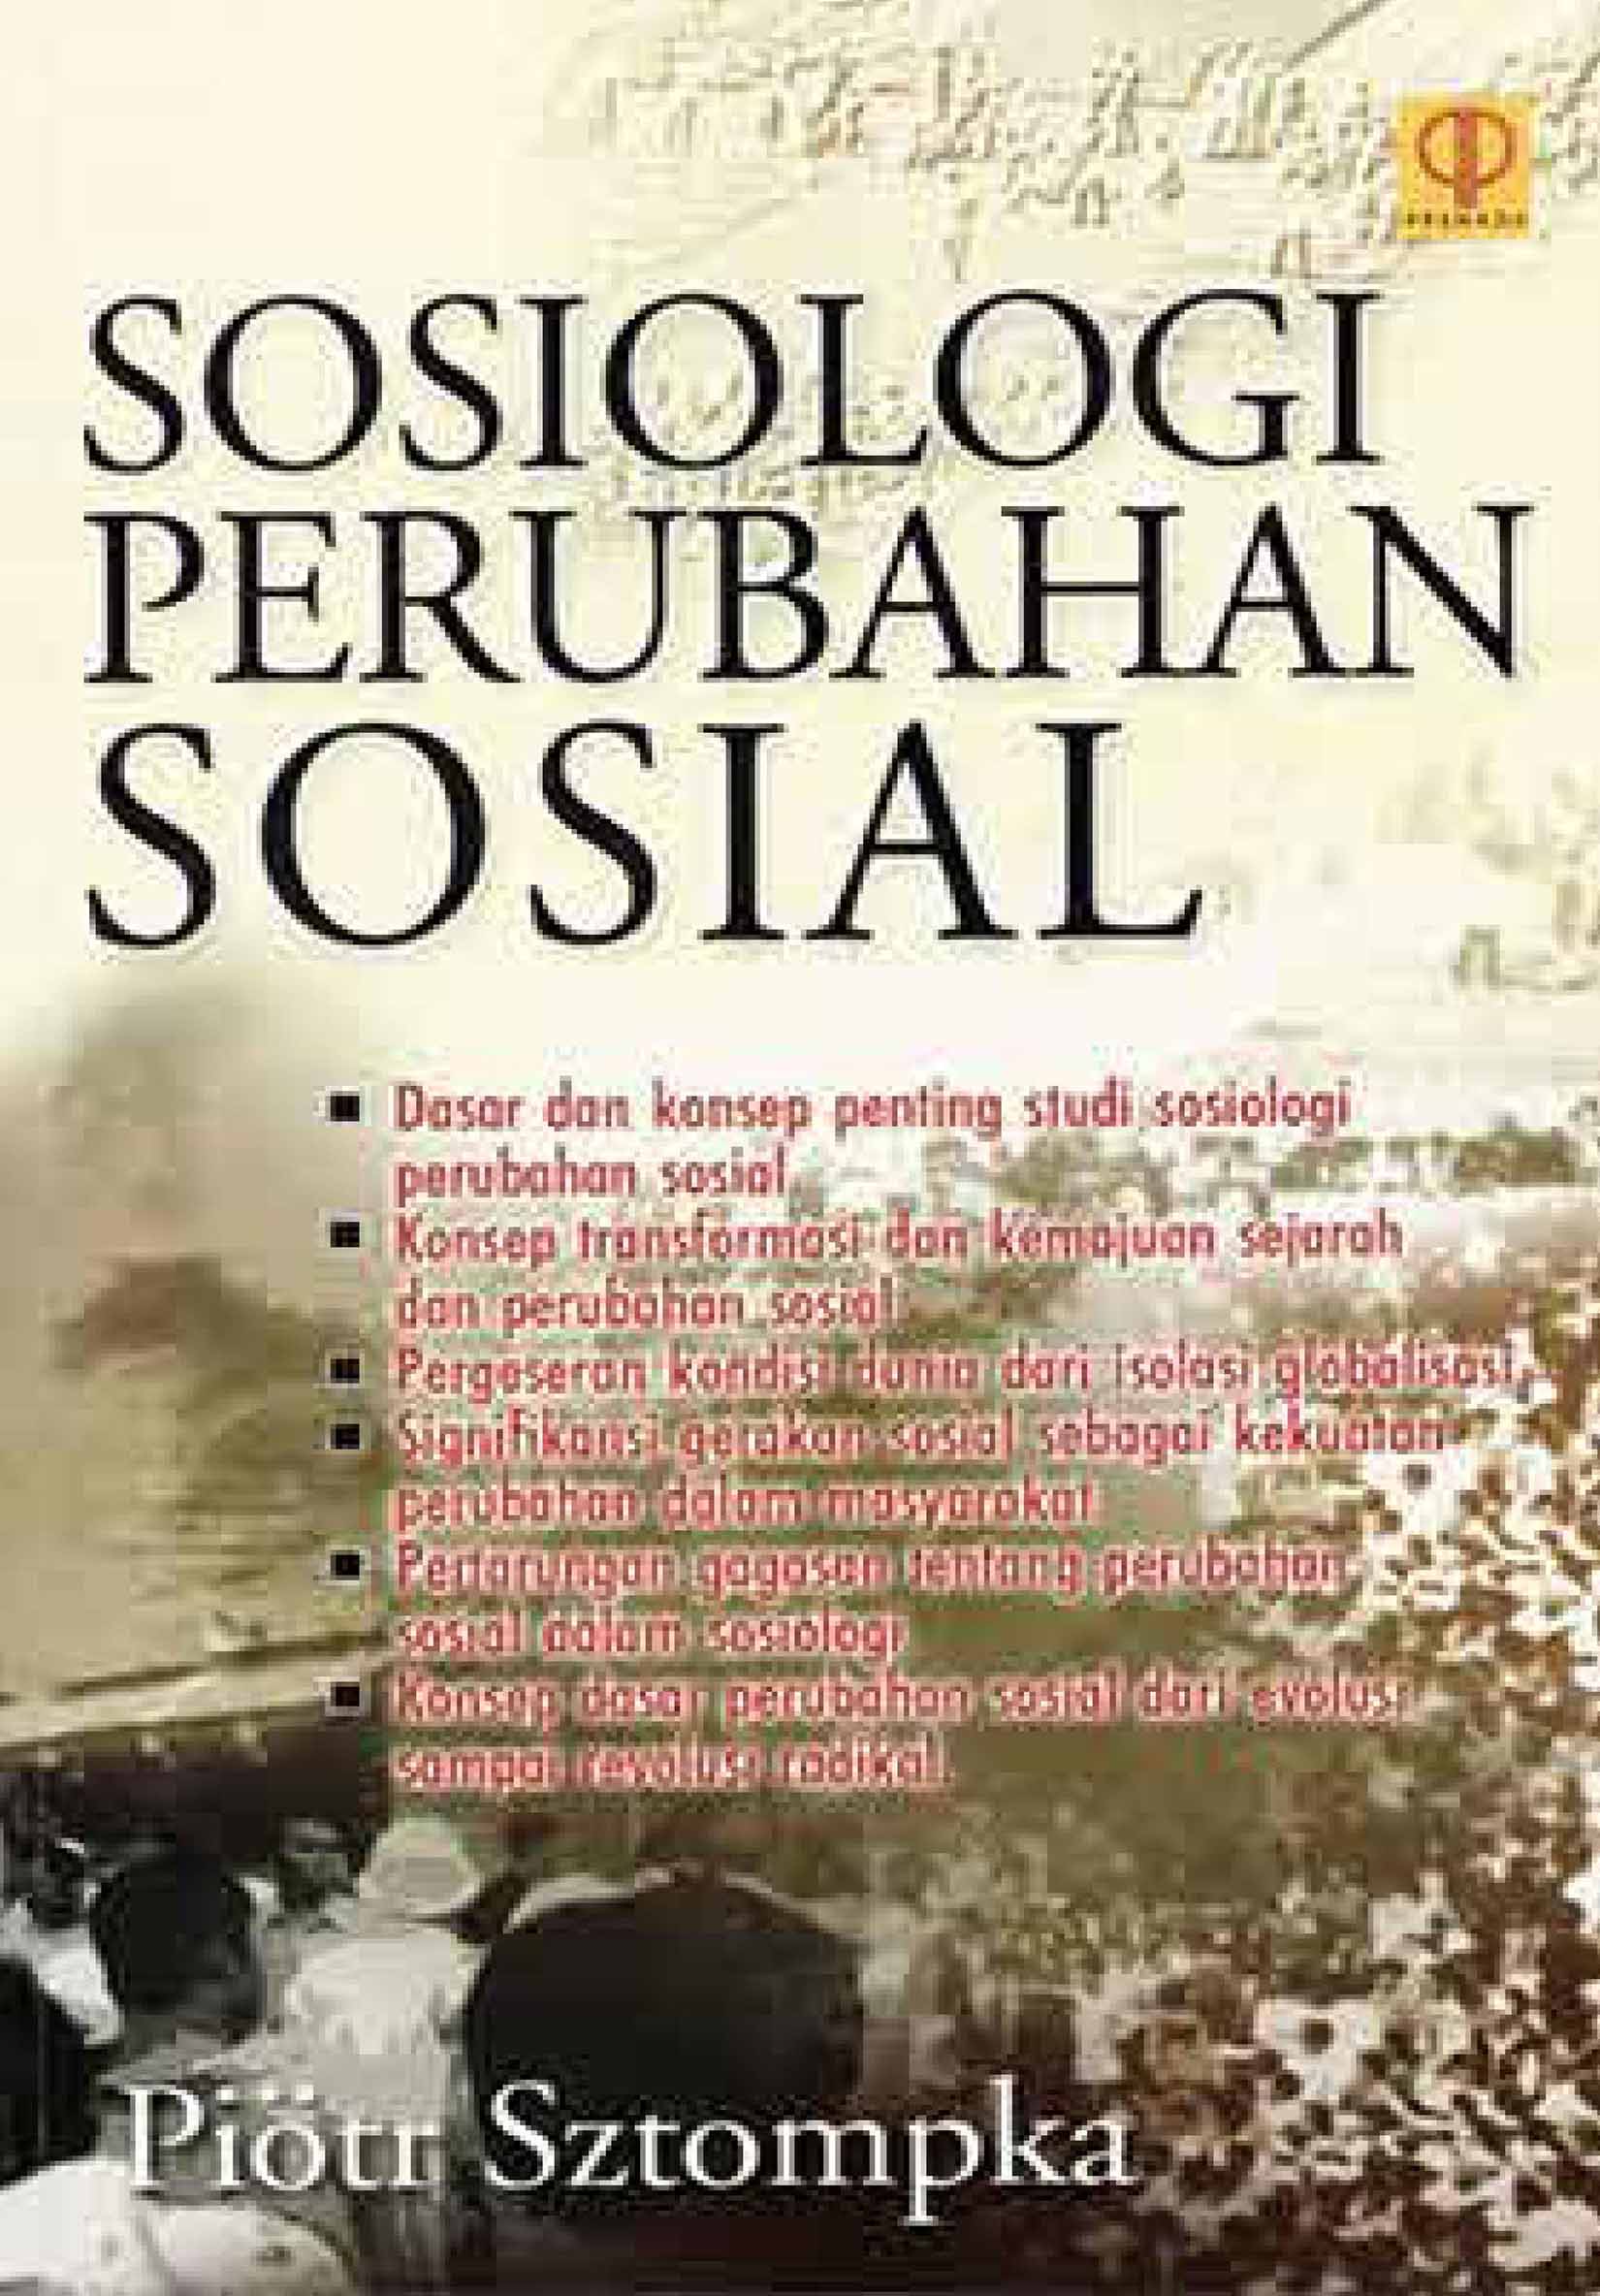 SOSIOLOGI
PERUBAHAN
SOSIAL
▪ Dasar dan konsep penting studi sosiologi
perubahan sosial
▪ Konsep transformasi dan kemajuan sejarah
dan perubahan sosial
▪ Pergeseran kondisi dunia dari isolasi globalisasi,
▪ Signifikansi gerakan sosial sebagai kekuatan
perubahan dalam masyarakat
▪ Pertarungan gagasan tentang perubahan
sosial dalam sosiologi
▪ Konsep dasar perubahan sosial dari evolusi
sampai revolusi radikal.
Piötr Sztompka